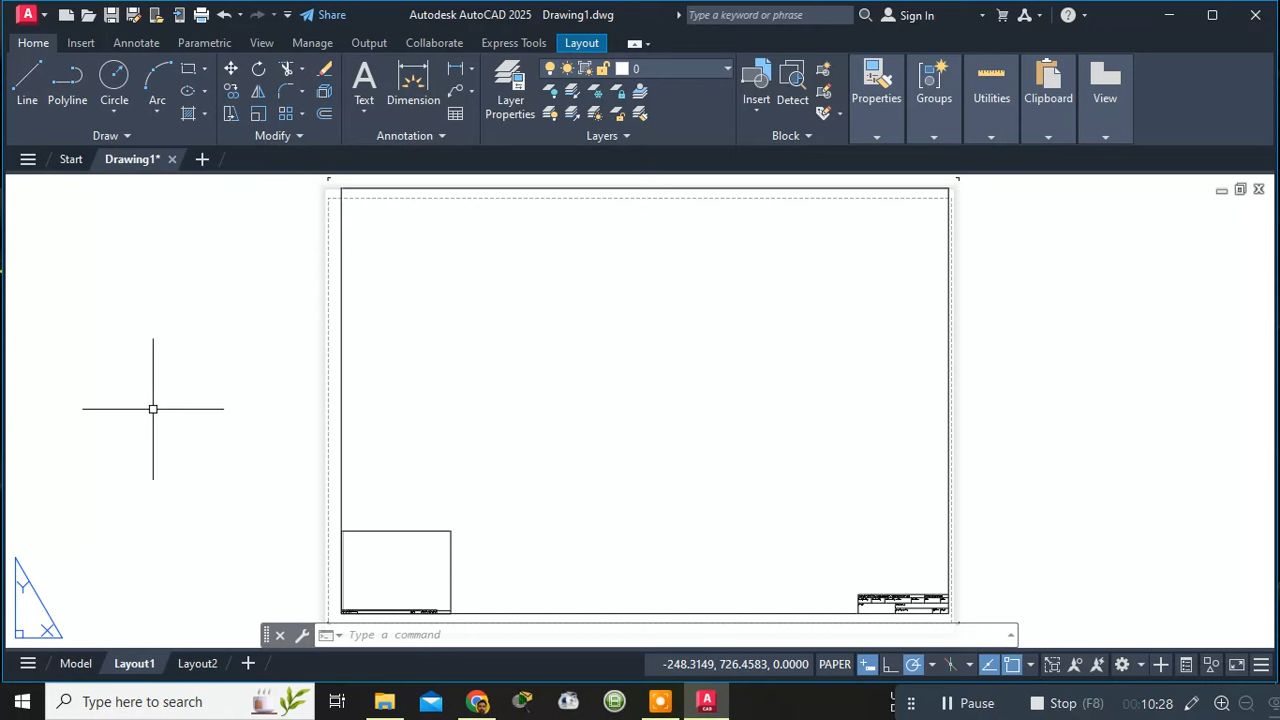 Share
Autodesk AutoCAD 2025 Drawing1.dwg
Type a keyword or phrase
Sign In
Home Insert Annotate Parametric View Manage Output Collaborate Express Tools Layout
0
Line Polyline Circle Arc
Text Dimension
Layer Properties
Insert Detect
Properties Groups Utilities Clipboard View
Draw Modify Annotation Layers Block
Start Drawing1*
Y
X
Type a command
Model Layout1 Layout2
-248.3149, 726.4583, 0.0000 PAPER
Type here to search
Pause Stop (F8) 00:10:28